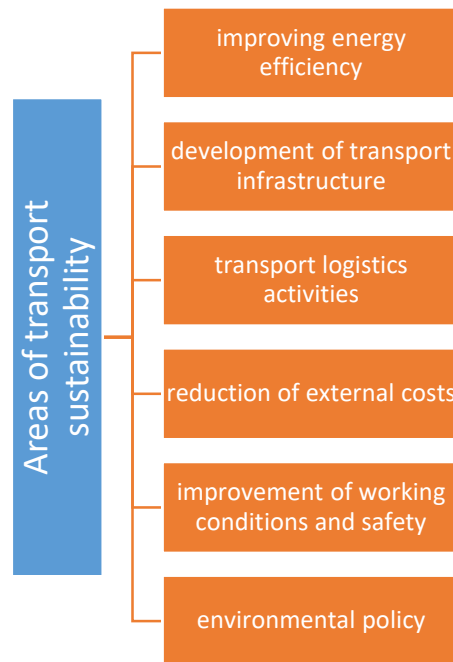 Areas of transport
sustainability
improving energy
efficiency
development of transport
infrastructure
transport logistics
activities
reduction of external costs
improvement of working
conditions and safety
environmental policy